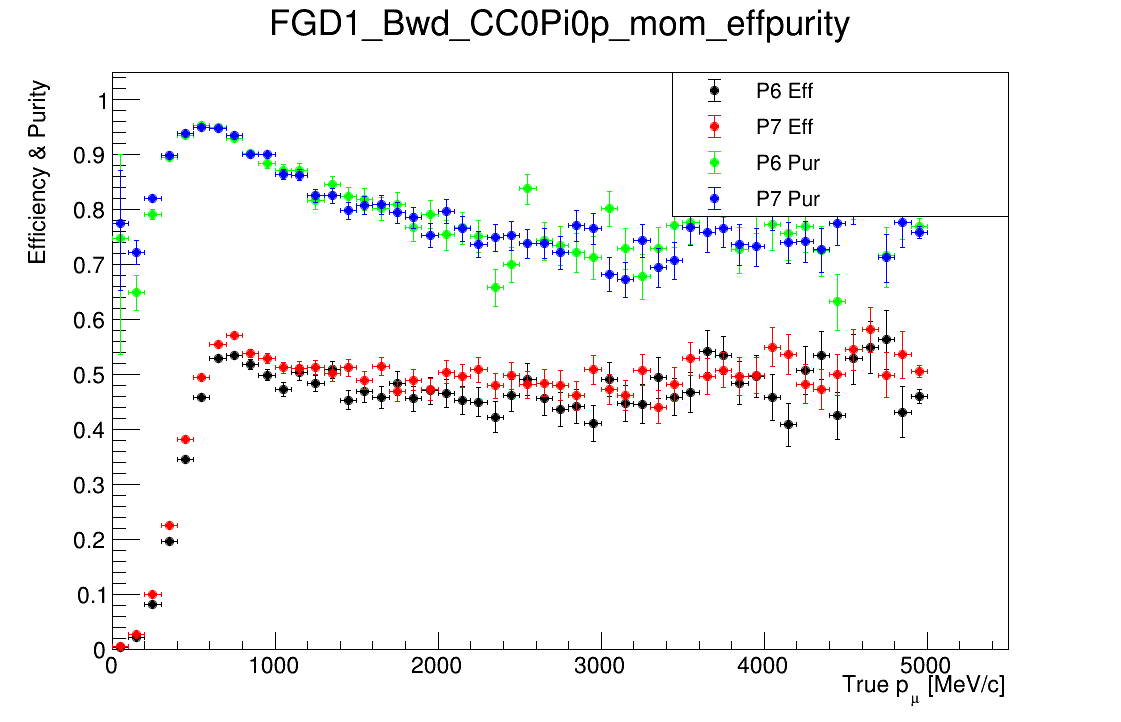 FGD1_Bwd_CC0Pi0p_mom_effpurity
Efficiency & Purity
P6 Eff
P7 Eff
P6 Pur
P7 Pur
1
0.9
0.8
0.7
0.6
0.5
0.4
0.3
0.2
0.1
0
0 1000 2000 3000 4000 5000
True pμ [MeV/c]